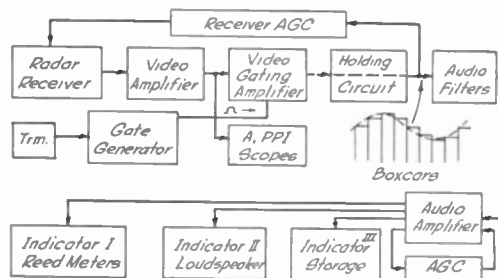 Receiver AGC
Radar
Receiver
Video
Amplifier
Video
Gating
Amplifier
Holding
Circuit
Audio
Filters
Trm.
Gate
Generator
A, PPI
Scopes
Boxcars
Audio
Amplifier
Indicator I
Reed Meters
Indicator II
Loudspeaker
Indicator III
Storage
AGC